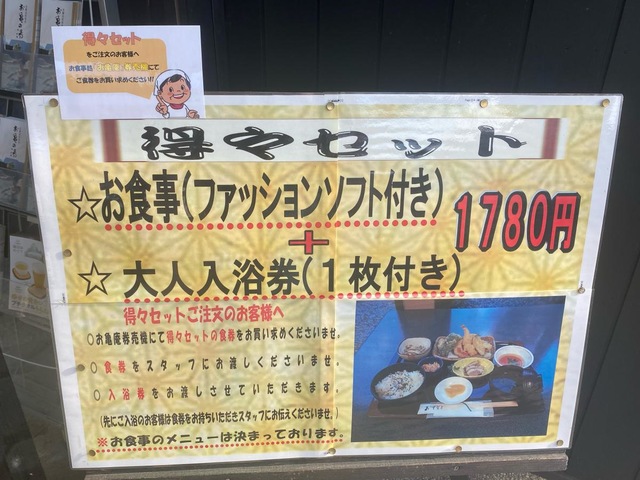 得々セット
をご注文のお客様へ
お食事処 お亀庵 券売機にて
ご食券をお買い求めください!!
得々セット
☆お食事(ファッションソフト付き)
1780円
+
☆ 大人入浴券(1枚付き)
得々セットご注文のお客様へ
○お亀庵券売機にて得々セットの食券をお買い求めくださいませ。
○食券をスタッフにお渡しくださいませ。
○入浴券をお渡しさせていただきます。
(先にご入浴のお客様は食券をお持ちいただきスタッフにお伝えくださいませ。)
※お食事のメニューは決まっております。